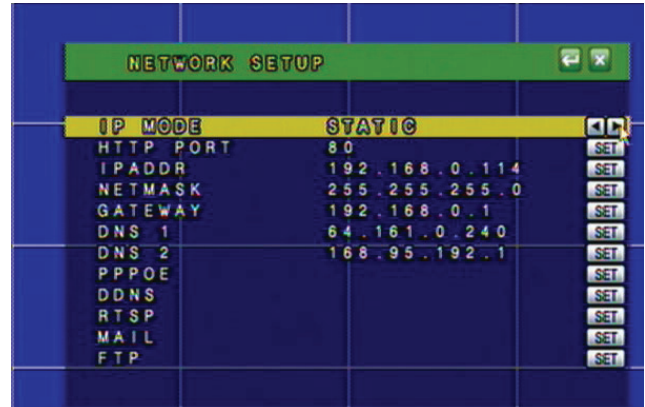 NETWORK SETUP
IP MODE STATIC
HTTP PORT 80 SET
IPADDR 192.168.0.114 SET
NETMASK 255.255.255.0 SET
GATEWAY 192.168.0.1 SET
DNS 1 64.161.0.240 SET
DNS 2 168.95.192.1 SET
PPPOE SET
DDNS SET
RTSP SET
MAIL SET
FTP SET